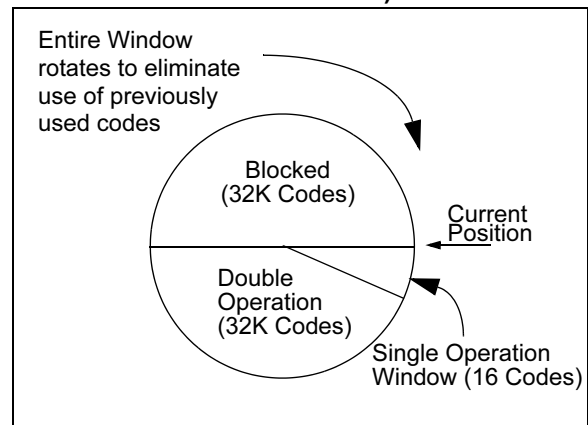 Entire Window
rotates to eliminate
use of previously
used codes
Blocked
(32K Codes)
Current
Position
Double
Operation
(32K Codes)
Single Operation
Window (16 Codes)